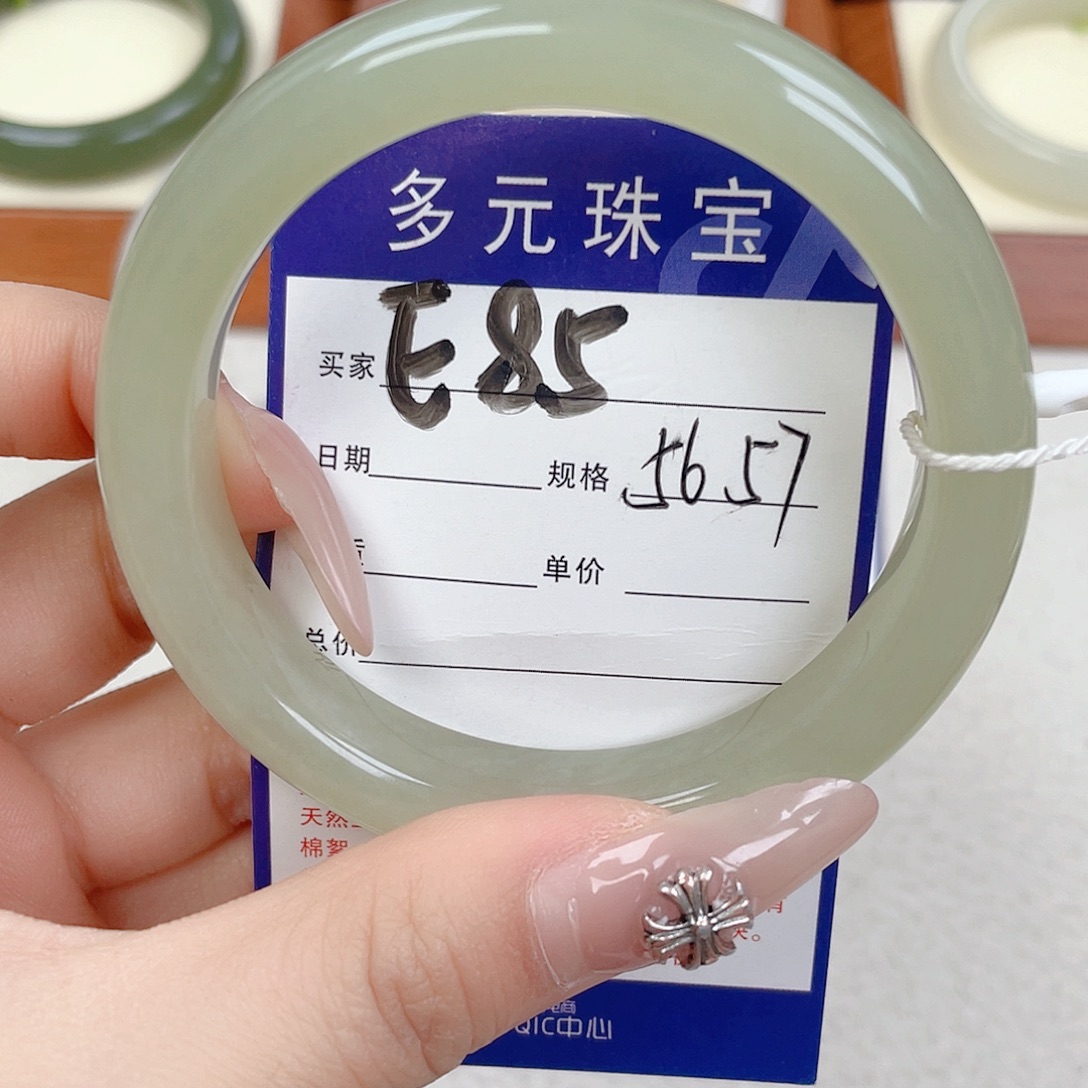 多元珠宝
买家 E85
日期 规格 56 57
单价
总价
天然
棉絮
QIC中心